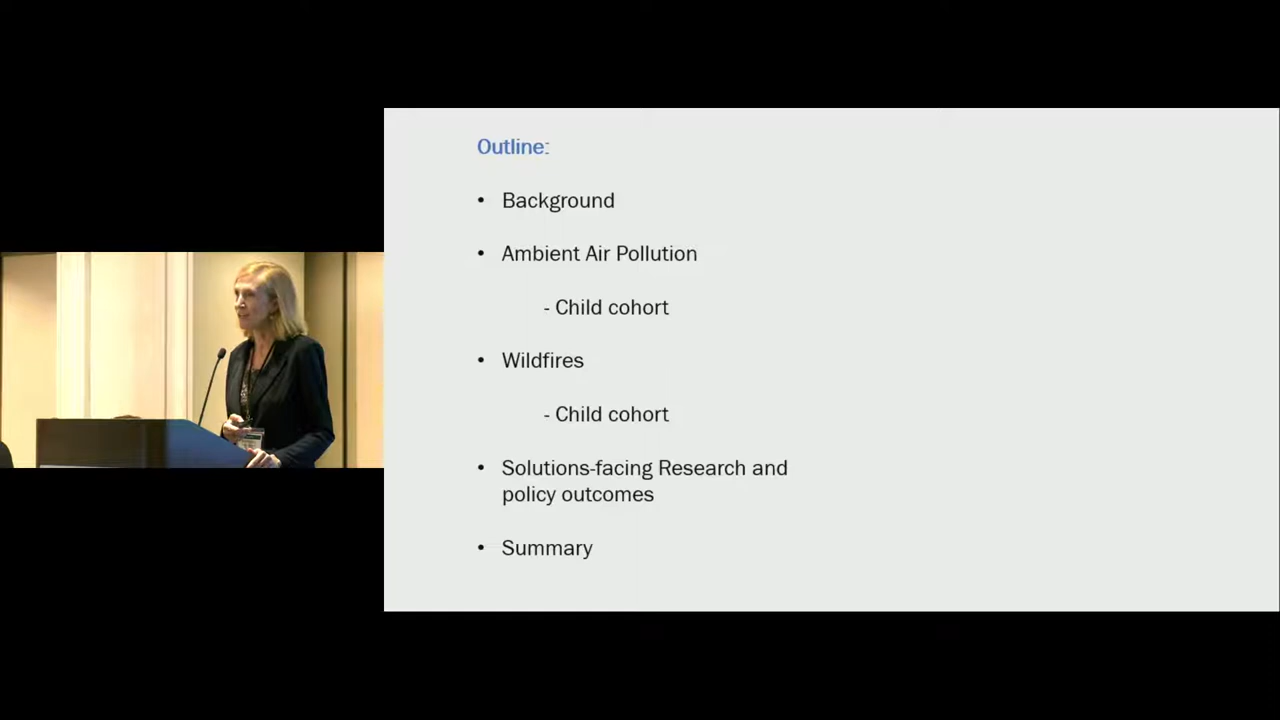 Outline:
• Background
• Ambient Air Pollution
- Child cohort
• Wildfires
- Child cohort
• Solutions-facing Research and
policy outcomes
• Summary